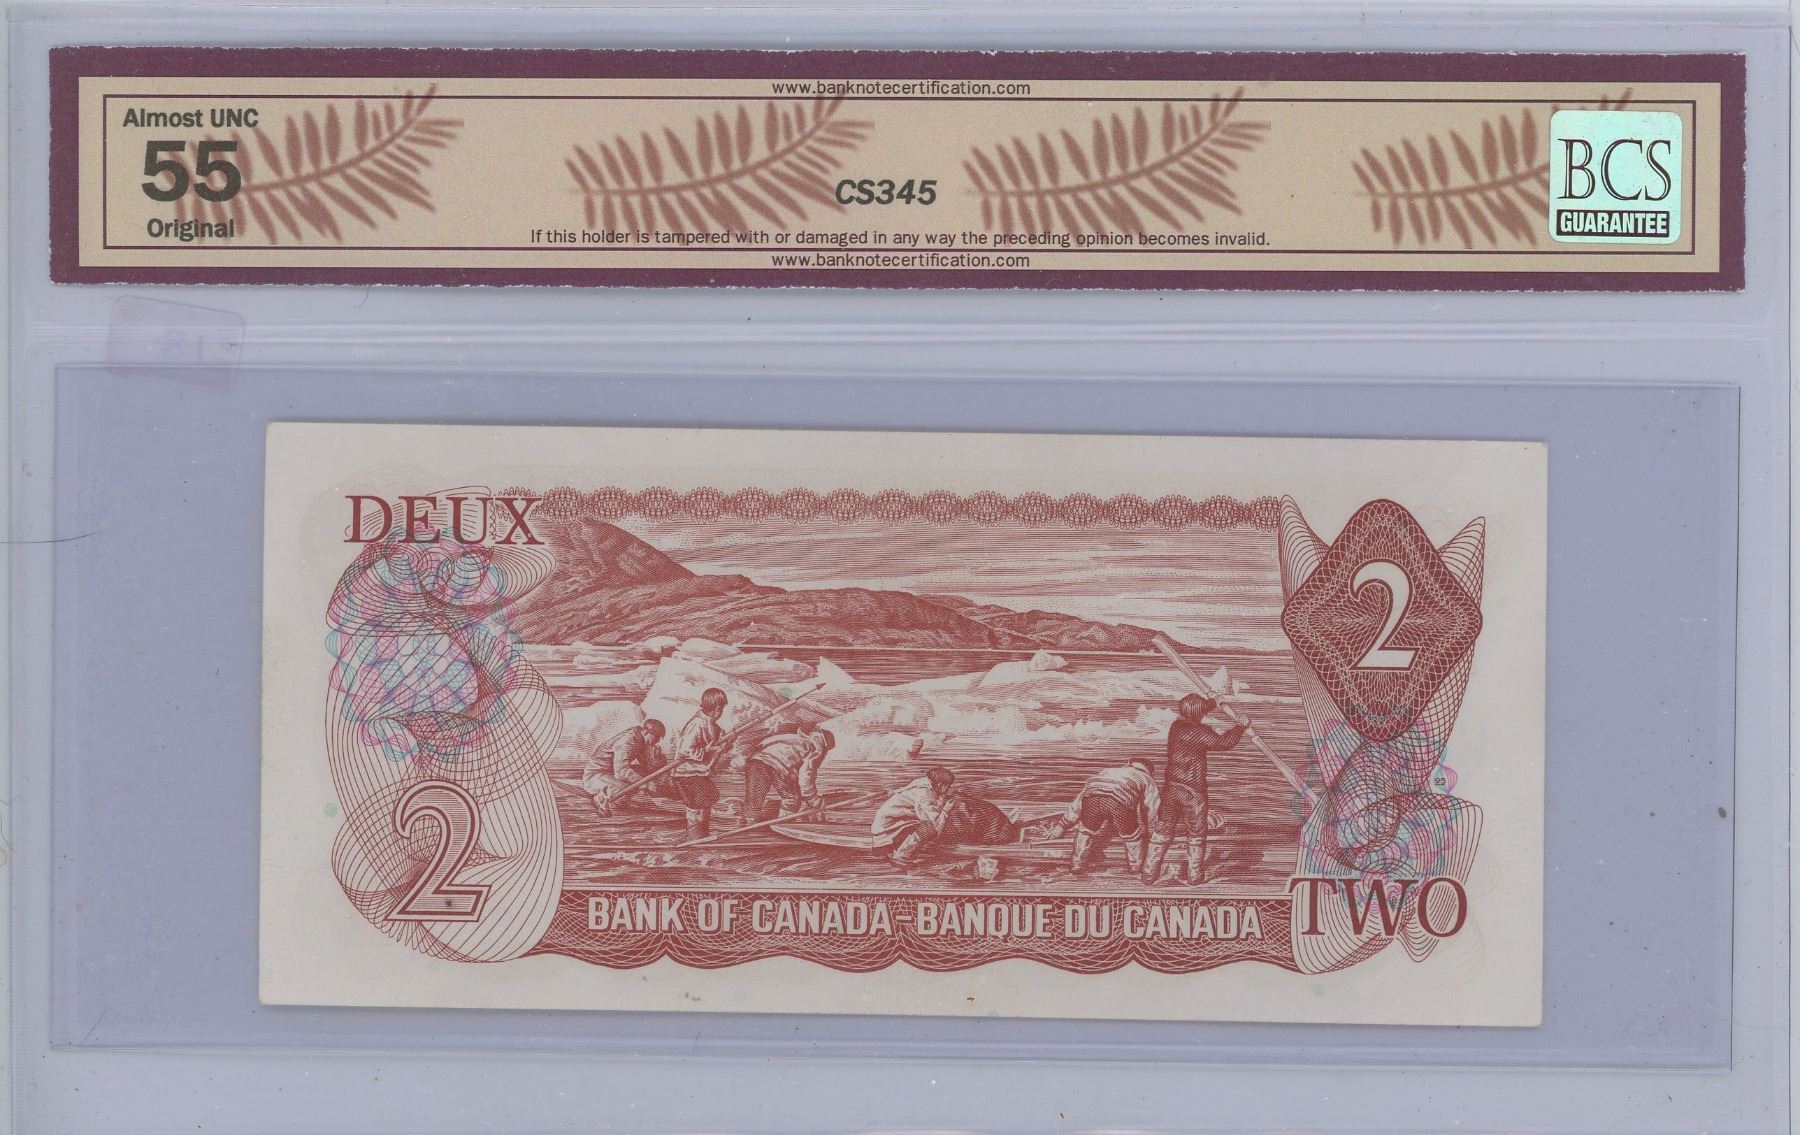 www.banknotecertification.com
Almost UNC
55
Original
CS345
BCS
GUARANTEE
If this holder is tampered with or damaged in any way the preceding opinion becomes invalid.
www.banknotecertification.com
DEUX
2
2
BANK OF CANADA-BANQUE DU CANADA
TWO